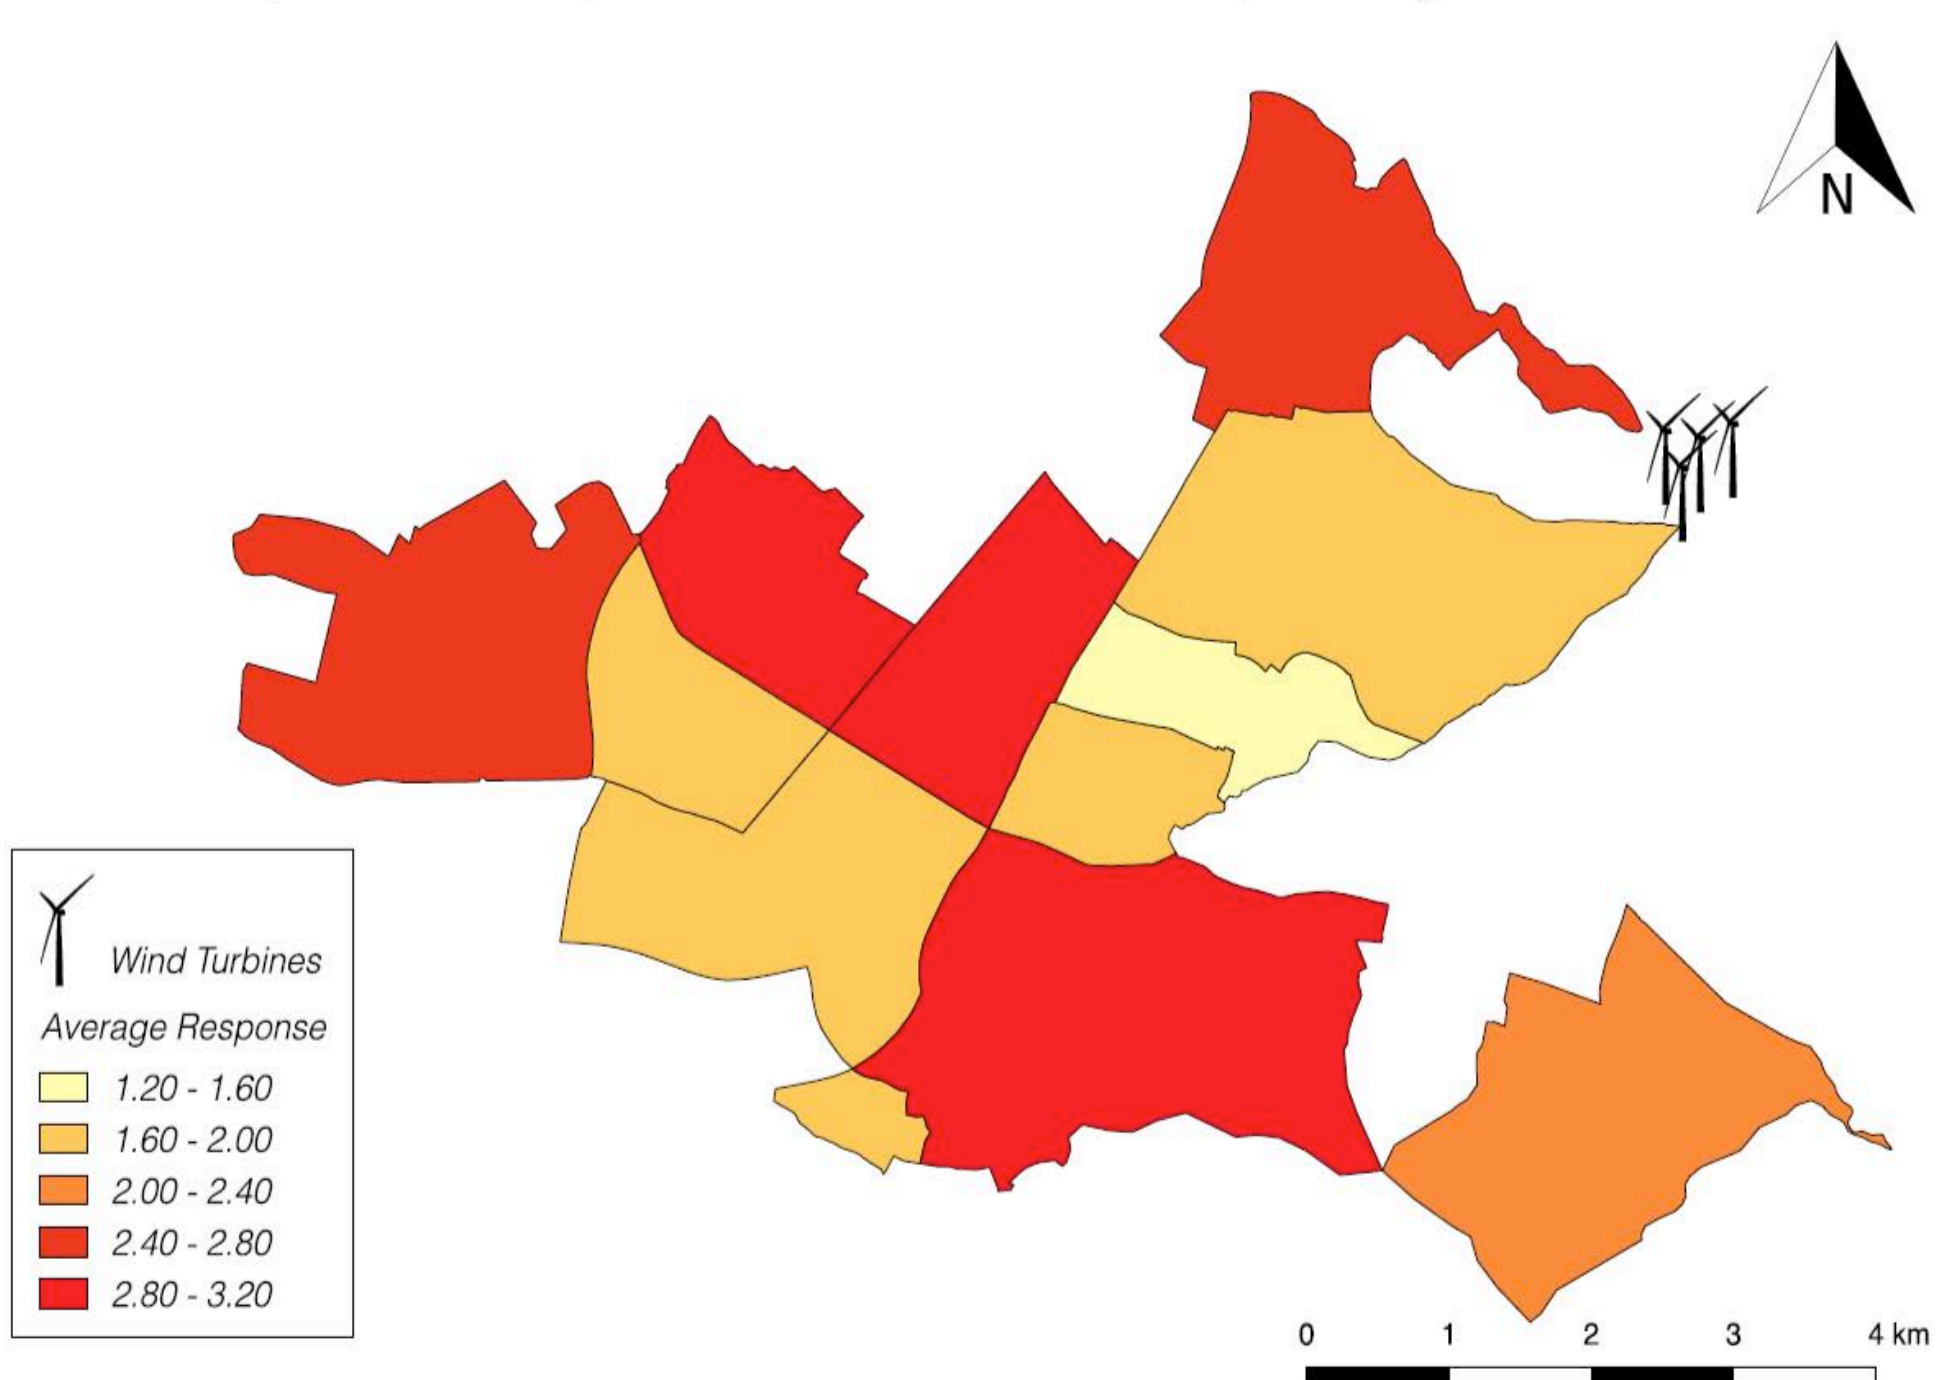 N
Wind Turbines
Average Response
1.20 - 1.60
1.60 - 2.00
2.00 - 2.40
2.40 - 2.80
2.80 - 3.20
0 1 2 3 4 km